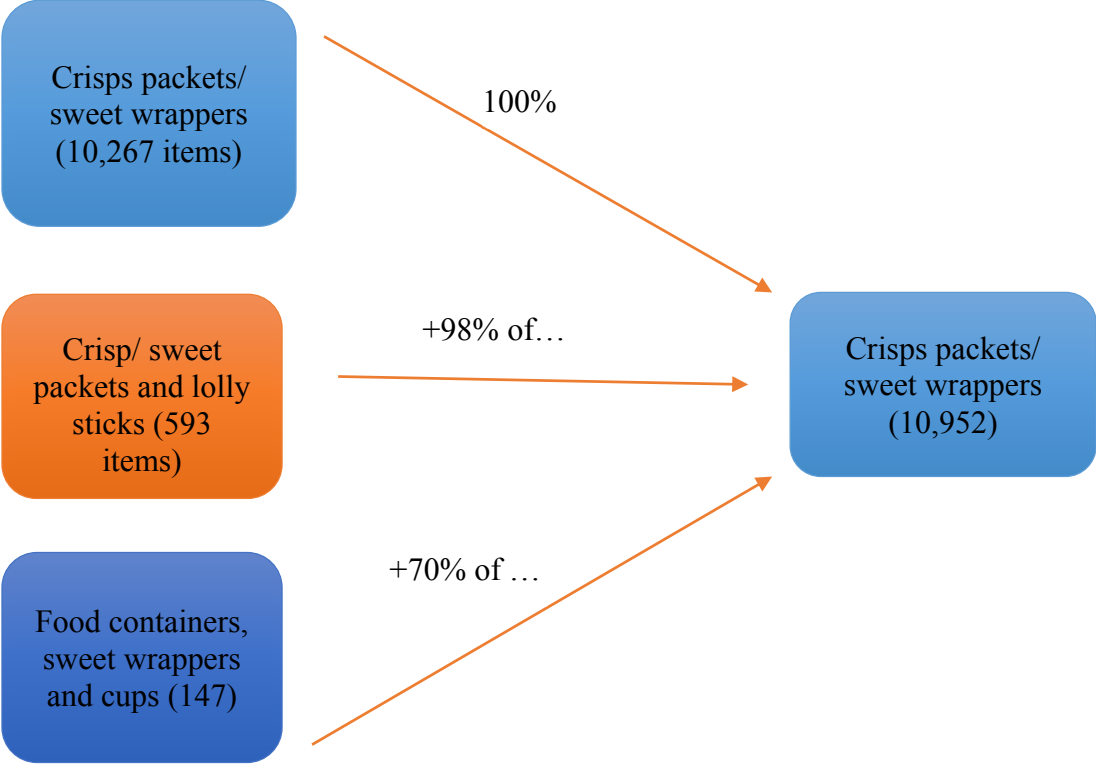 Crisps packets/
sweet wrappers
(10,267 items)
100%
Crisp/ sweet
packets and lolly
sticks (593
items)
+98% of…
Crisps packets/
sweet wrappers
(10,952)
+70% of …
Food containers,
sweet wrappers
and cups (147)